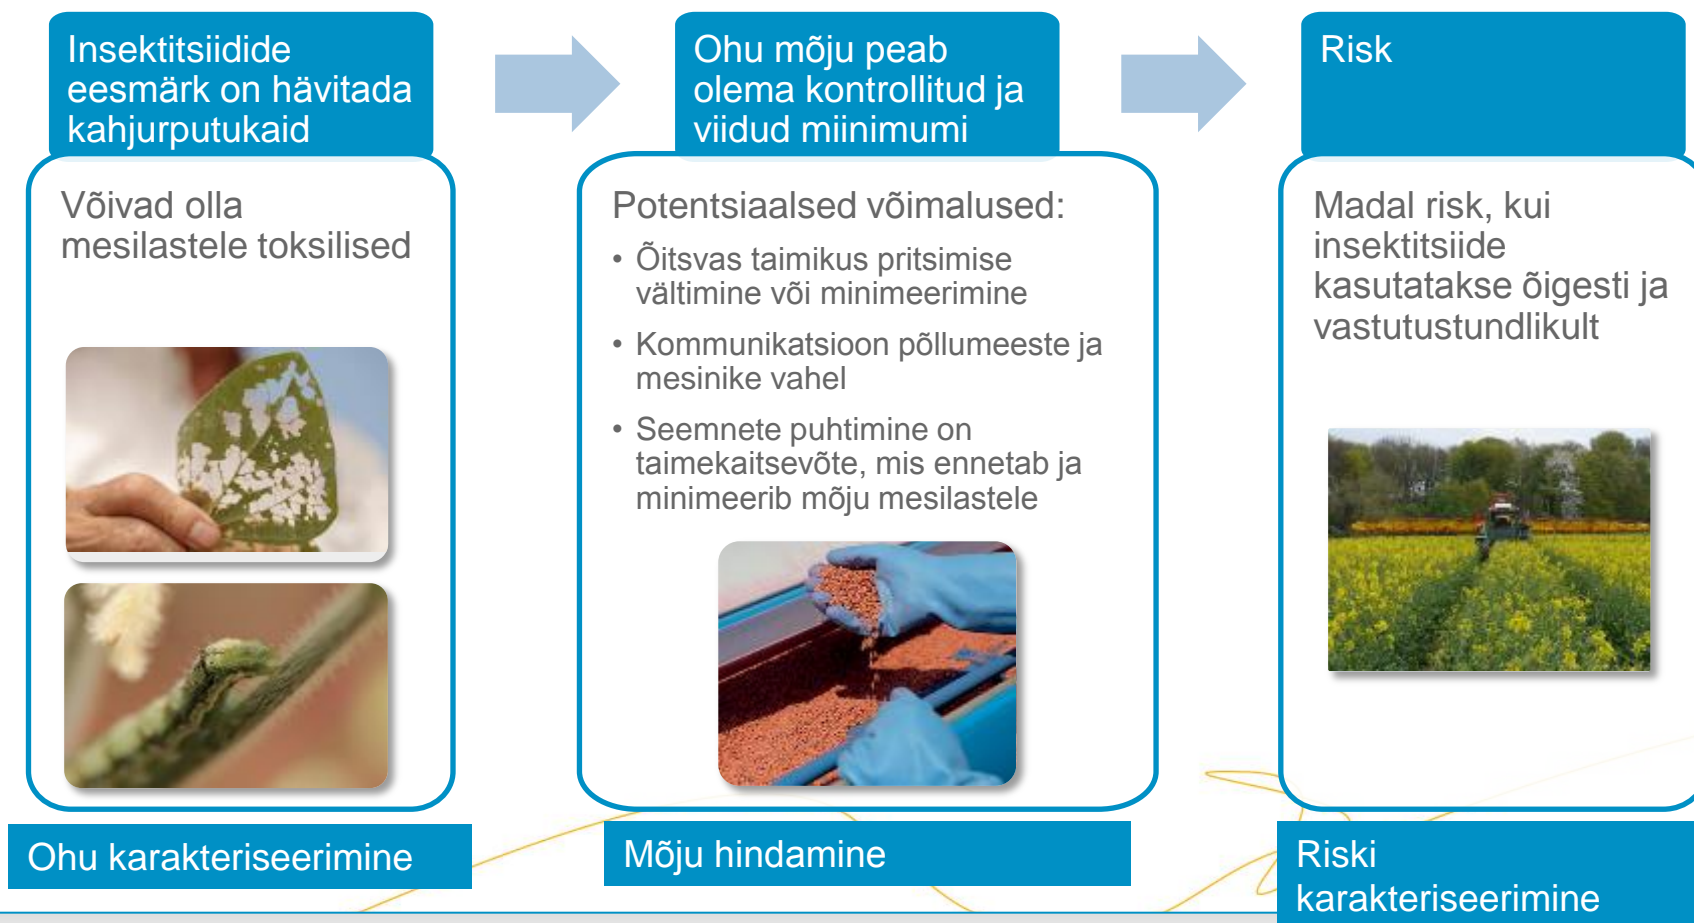 Insektitsiidide
eesmärk on hävitada
kahjurputukaid
Võivad olla
mesilastele toksilised
Ohu karakteriseerimine
Ohu mõju peab
olema kontrollitud ja
viidud miinimumi
Potentsiaalsed võimalused:
• Õitsvas taimikus pritsimise
vältimine või minimeerimine
• Kommunikatsioon põllumeeste ja
mesinike vahel
• Seemnete puhtimine on
taimekaitsevõte, mis ennetab ja
minimeerib mõju mesilastele
Mõju hindamine
Risk
Madal risk, kui
insektitsiide
kasutatakse õigesti ja
vastutustundlikult
Riski
karakteriseerimine